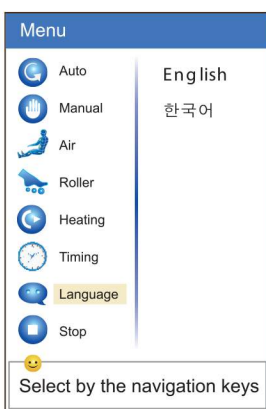 Menu
Auto
Manual
Air
Roller
Heating
Timing
Language
Stop
English
한국어
Select by the navigation keys